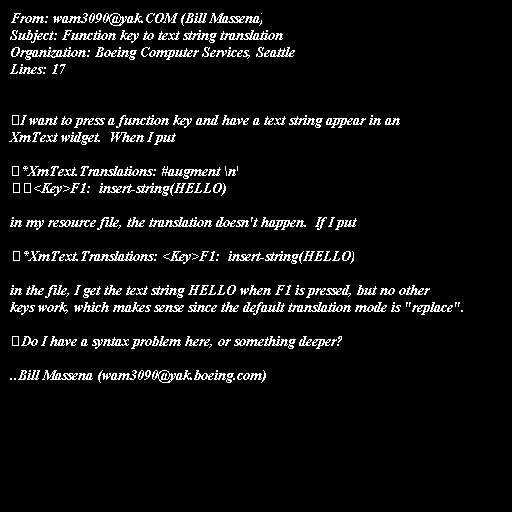 From: wam3090@yak.COM (Bill Massena)
Subject: Function key to text string translation
Organization: Boeing Computer Services, Seattle
Lines: 17
I want to press a function key and have a text string appear in an
XmText widget.  When I put
*XmText.Translations: #augment \n\
<Key>F1:  insert-string(HELLO)
in my resource file, the translation doesn't happen.  If I put
*XmText.Translations: <Key>F1:  insert-string(HELLO)
in the file, I get the text string HELLO when F1 is pressed, but no other
keys work, which makes sense since the default translation mode is "replace".
Do I have a syntax problem here, or something deeper?
..Bill Massena (wam3090@yak.boeing.com)